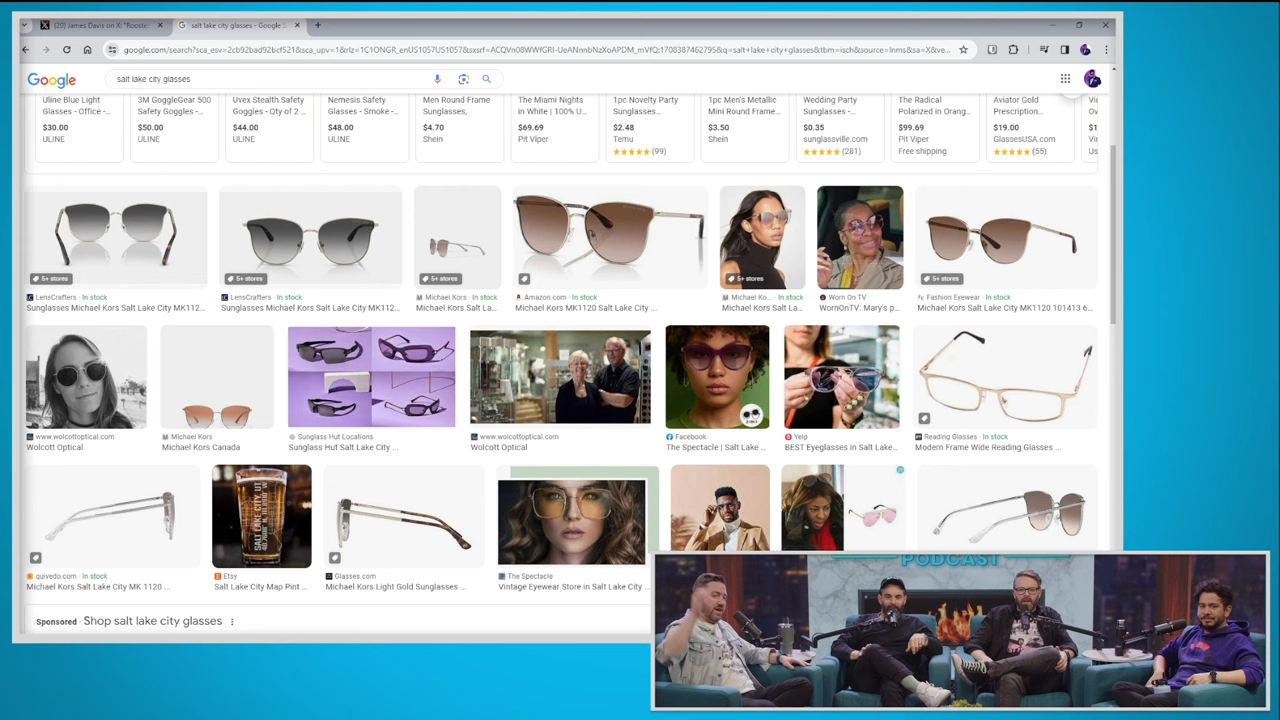 (20) James Davis on X: "Rooste
salt lake city glasses - Google S
google.com/search?sca_esv=2cb92bad92bcf521&sca_upv=1&rlz=1C1ONGR_enUS1057US1057&sxsrf=ACQVn08WWfGRI-UeANnnbNzXoAPDM_mVfQ:1708387462795&q=salt+lake+city+glasses&tbm=isch&source=lnms&sa=X&ve...
Google
salt lake city glasses
Uline Blue Light
Glasses - Office -...
$30.00
ULINE
3M GoggleGear 500
Safety Goggles -...
$50.00
ULINE
Uvex Stealth Safety
Goggles - Qty of 2 ...
$44.00
ULINE
Nemesis Safety
Glasses - Smoke -...
$48.00
ULINE
Men Round Frame
Sunglasses,
$4.70
Shein
The Miami Nights
in White | 100% U...
$69.69
Pit Viper
1pc Novelty Party
Sunglasses...
$2.48
Temu
(99)
1pc Men's Metallic
Mini Round Frame...
$3.50
Shein
Wedding Party
Sunglasses -...
$0.35
sunglassville.com
(281)
The Radical
Polarized in Orang...
$99.69
Pit Viper
Free shipping
Aviator Gold
Prescription...
$19.00
GlassesUSA.com
(55)
5+ stores
LensCrafters · In stock
Sunglasses Michael Kors Salt Lake City MK112...
5+ stores
LensCrafters · In stock
Sunglasses Michael Kors Salt Lake City MK112...
5+ stores
Michael Kors · In stock
Michael Kors Salt La...
Amazon.com · In stock
Michael Kors MK1120 Salt Lake City ...
5+ stores
Michael Ko... · In stock
Michael Kors Salt La...
Worn On TV
WornOnTV: Mary's p...
5+ stores
Fashion Eyewear · In stock
Michael Kors Salt Lake City MK1120 101413 6...
www.wolcottoptical.com
Wolcott Optical
Michael Kors
Michael Kors Canada
Sunglass Hut Locations
Sunglass Hut Salt Lake City ...
www.wolcottoptical.com
Wolcott Optical
Facebook
The Spectacle | Salt Lake ...
Yelp
BEST Eyeglasses in Salt Lake...
Reading Glasses · In stock
Modern Frame Wide Reading Glasses ...
quivedo.com · In stock
Michael Kors Salt Lake City MK 1120 ...
SALT LAKE CITY UT
Etsy
Salt Lake City Map Pint ...
Glasses.com
Michael Kors Light Gold Sunglasses ...
The Spectacle
Vintage Eyewear Store in Salt Lake City ...
Sponsored · Shop salt lake city glasses
PODCAST